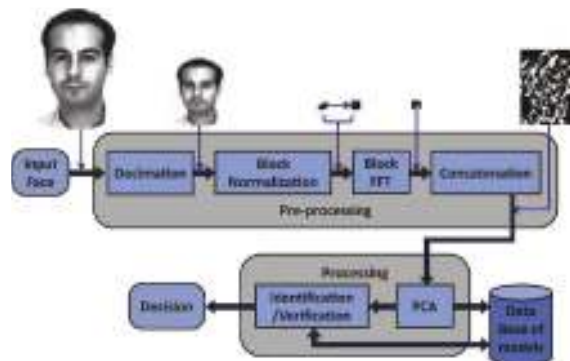 Input
Face
Decimation
Block
Normalization
Block
FFT
Concatenation
Pre-processing
Processing
Decision
Identification
/Verification
PCA
Data
base of
models